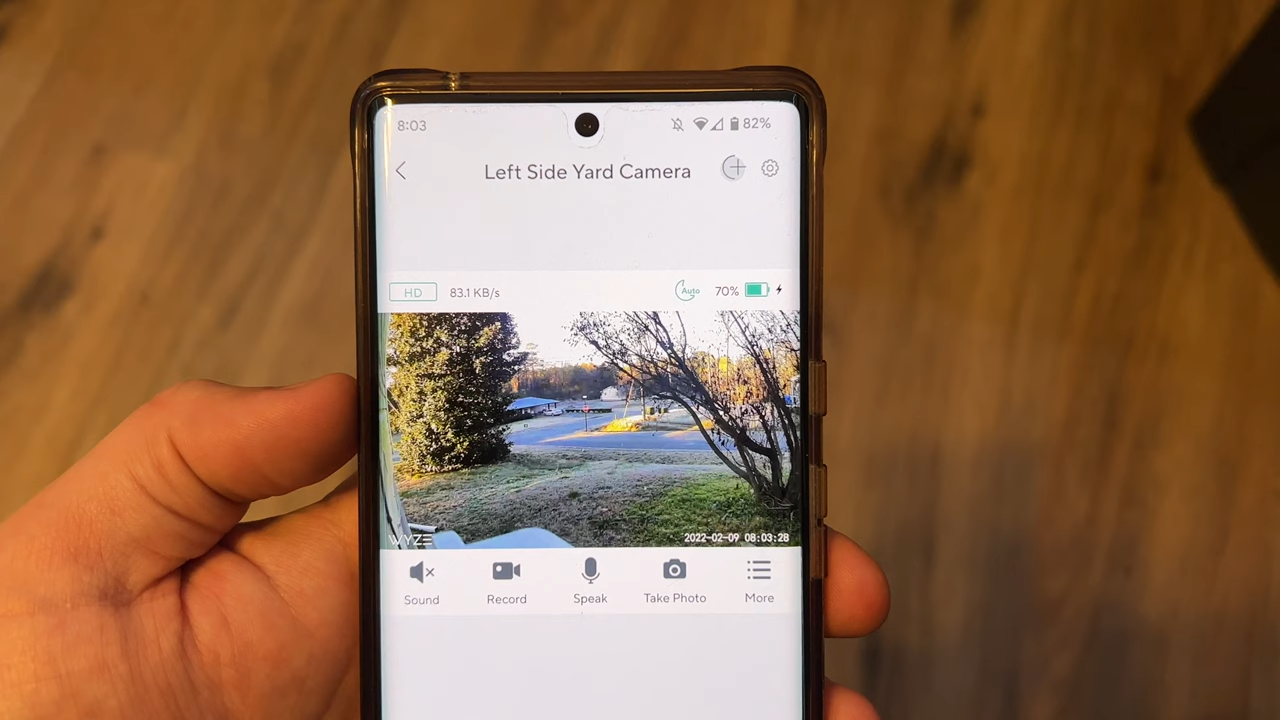 8:03 82%
Left Side Yard Camera
HD 83.1 KB/s Auto 70%
WYZE 2022-02-09 08:03:28
Sound Record Speak Take Photo More